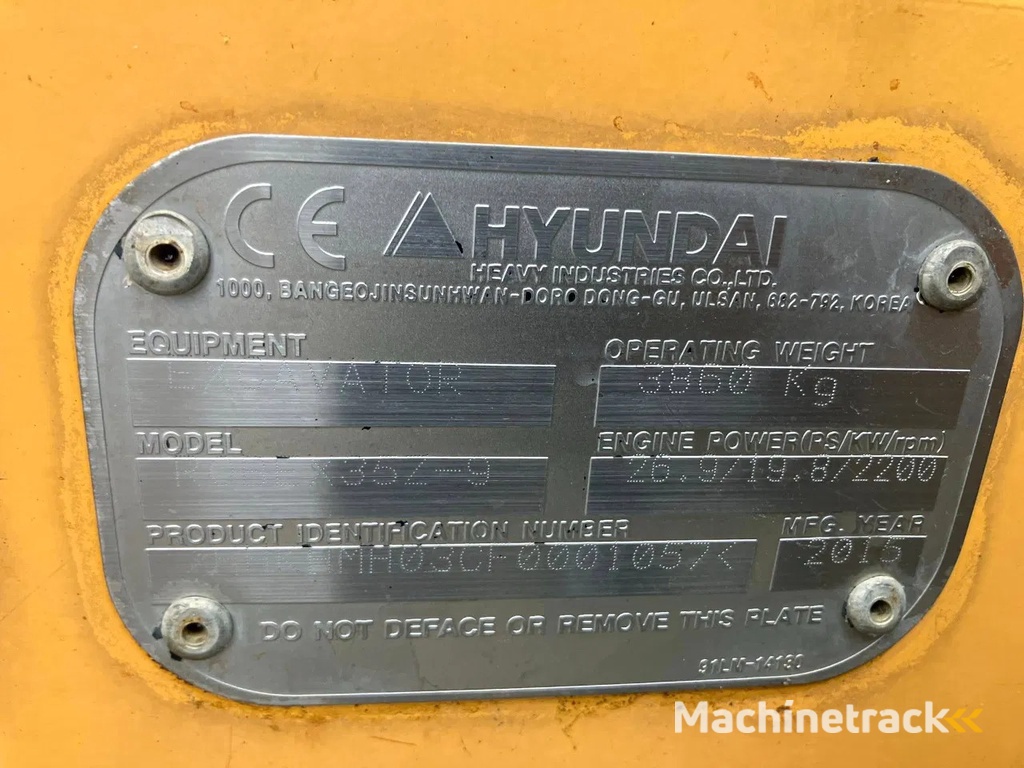 CE HYUNDAI
HEAVY INDUSTRIES CO.,LTD.
1000, BANGEOJINSUNHWAN-DORO DONG-GU, ULSAN, 682-792, KOREA
EQUIPMENT
OPERATING WEIGHT
EXCAVATOR
3860 Kg
MODEL
ENGINE POWER(PS/KW/rpm)
26.9/19.8/2200
PRODUCT IDENTIFICATION NUMBER
MFG. YEAR
2015
DO NOT DEFACE OR REMOVE THIS PLATE
91LM-14130
Machinetrack